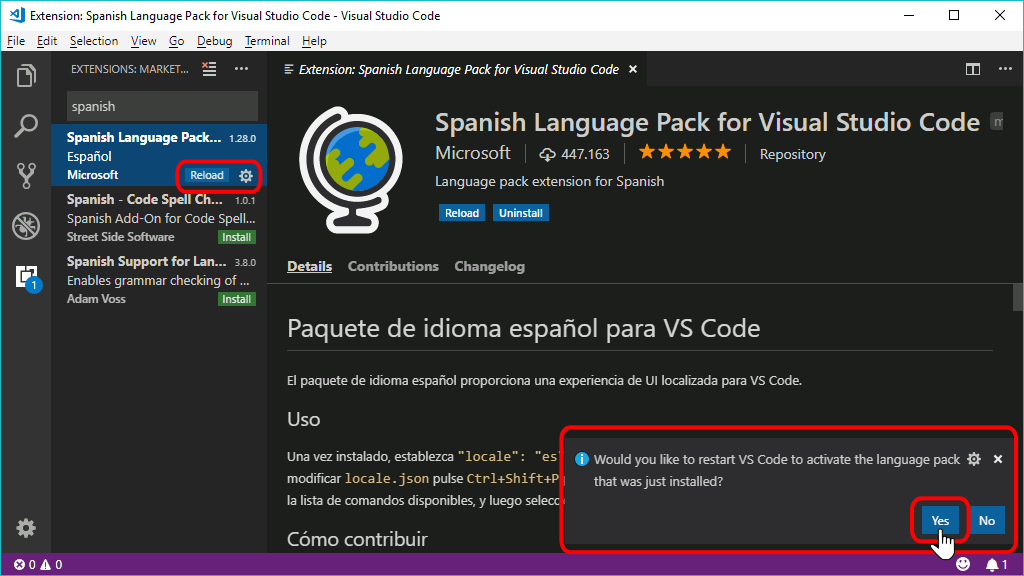 Extension: Spanish Language Pack for Visual Studio Code - Visual Studio Code
File Edit Selection View Go Debug Terminal Help
EXTENSIONS: MARKET...
Extension: Spanish Language Pack for Visual Studio Code
spanish
Spanish Language Pack... 1.28.0
Español
Microsoft Reload
Spanish - Code Spell Ch... 1.0.1
Spanish Add-On for Code Spell...
Street Side Software Install
Spanish Support for Lan... 3.8.0
Enables grammar checking of ...
Adam Voss Install
1
Spanish Language Pack for Visual Studio Code
Microsoft 447.163 Repository
Language pack extension for Spanish
Reload Uninstall
Details Contributions Changelog
Paquete de idioma español para VS Code
El paquete de idioma español proporciona una experiencia de UI localizada para VS Code.
Uso
Una vez instalado, establezca "locale": "es"
modificar locale.json pulse Ctrl+Shift+P
la lista de comandos disponibles, y luego selecc
Cómo contribuir
Would you like to restart VS Code to activate the language pack
that was just installed?
Yes No
0 0
1